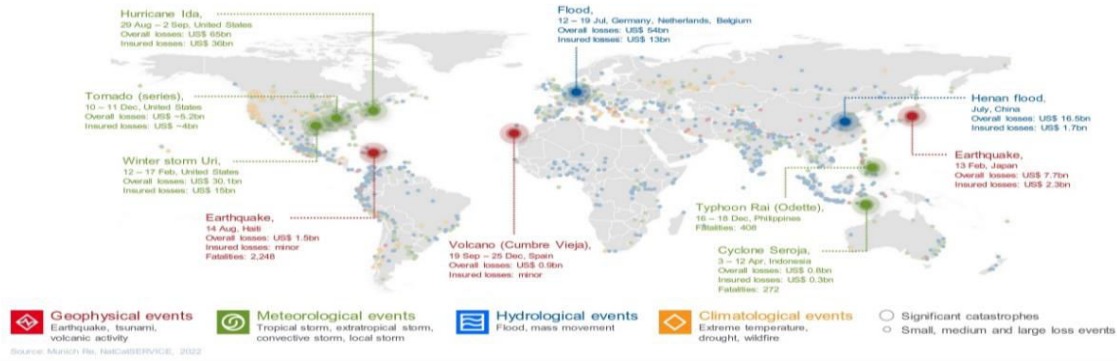 Hurricane Ida,
29 Aug – 2 Sep, United States
Overall losses: US$ 65bn
Insured losses: US$ 36bn
Flood,
12 – 19 Jul, Germany, Netherlands, Belgium
Overall losses: US$ 54bn
Insured losses: US$ 13bn
Tornado (series),
10 – 11 Dec, United States
Overall losses: US$ ~5.2bn
Insured losses: US$ ~4bn
Henan flood,
July, China
Overall losses: US$ 16.5bn
Insured losses: US$ 1.7bn
Winter storm Uri,
12 – 17 Feb, United States
Overall losses: US$ 30.1bn
Insured losses: US$ 15bn
Earthquake,
13 Feb, Japan
Overall losses: US$ 7.7bn
Insured losses: US$ 2.3bn
Earthquake,
14 Aug, Haiti
Overall losses: US$ 1.5bn
Insured losses: minor
Fatalities: 2,248
Volcano (Cumbre Vieja),
19 Sep – 25 Dec, Spain
Overall losses: US$ 0.9bn
Insured losses: minor
Typhoon Rai (Odette),
16 – 18 Dec, Philippines
Fatalities: 408
Cyclone Seroja,
3 – 12 Apr, Indonesia
Overall losses: US$ 0.6bn
Insured losses: US$ 0.3bn
Fatalities: 272
Geophysical events
Earthquake, tsunami,
volcanic activity
Meteorological events
Tropical storm, extratropical storm,
convective storm, local storm
Hydrological events
Flood, mass movement
Climatological events
Extreme temperature,
drought, wildfire
Significant catastrophes
Small, medium and large loss events
Source: Munich Re, NatCatSERVICE, 2022